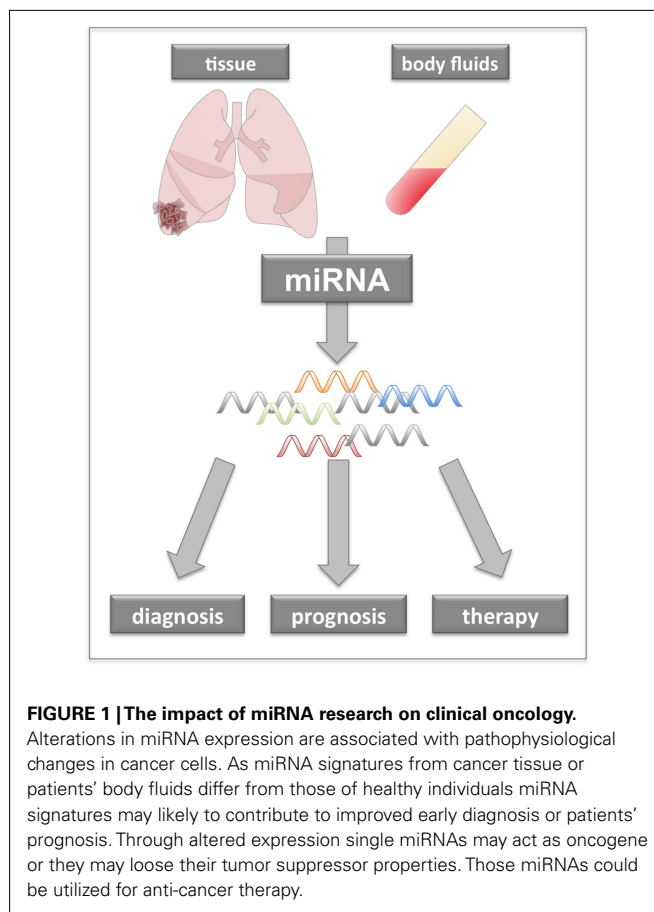 tissue
body fluids
miRNA
diagnosis
prognosis
therapy
FIGURE 1 | The impact of miRNA research on clinical oncology.
Alterations in miRNA expression are associated with pathophysiological
changes in cancer cells. As miRNA signatures from cancer tissue or
patients' body fluids differ from those of healthy individuals miRNA
signatures may likely to contribute to improved early diagnosis or patients'
prognosis. Through altered expression single miRNAs may act as oncogene
or they may loose their tumor suppressor properties. Those miRNAs could
be utilized for anti-cancer therapy.